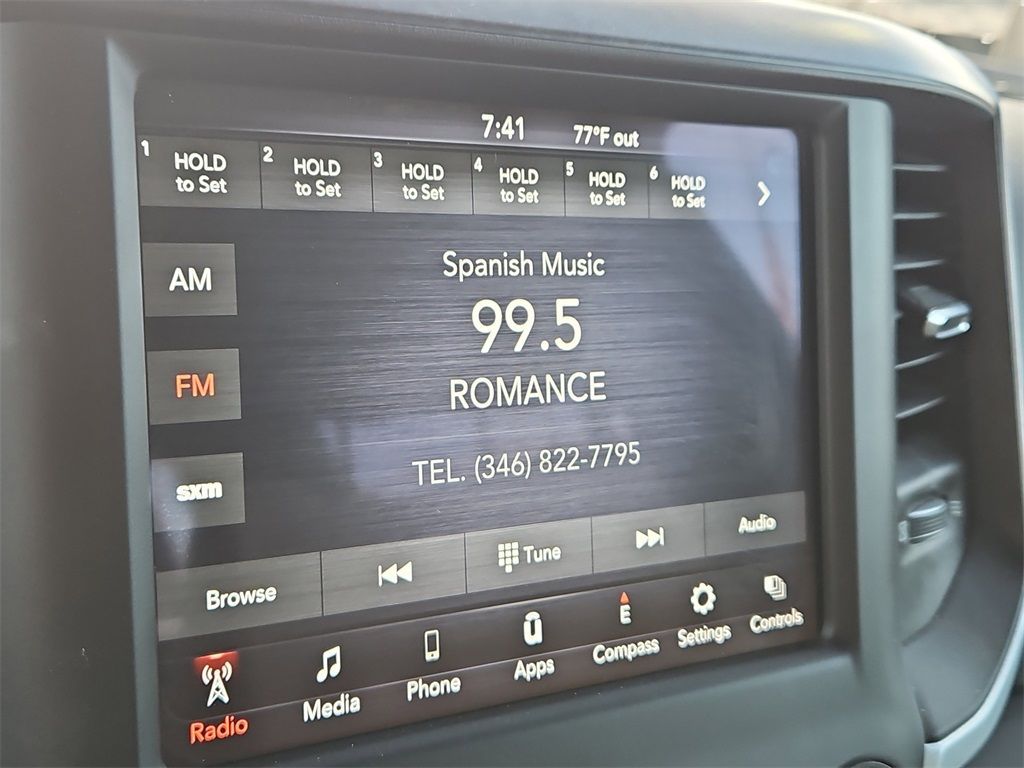 7:41 77°F out
1 HOLD to Set
2 HOLD to Set
3 HOLD to Set
4 HOLD to Set
5 HOLD to Set
6 HOLD to Set
AM
FM
sxm
Spanish Music
99.5
ROMANCE
TEL. (346) 822-7795
Browse
Tune
Audio
Radio
Media
Phone
Apps
E
Compass
Settings
Controls